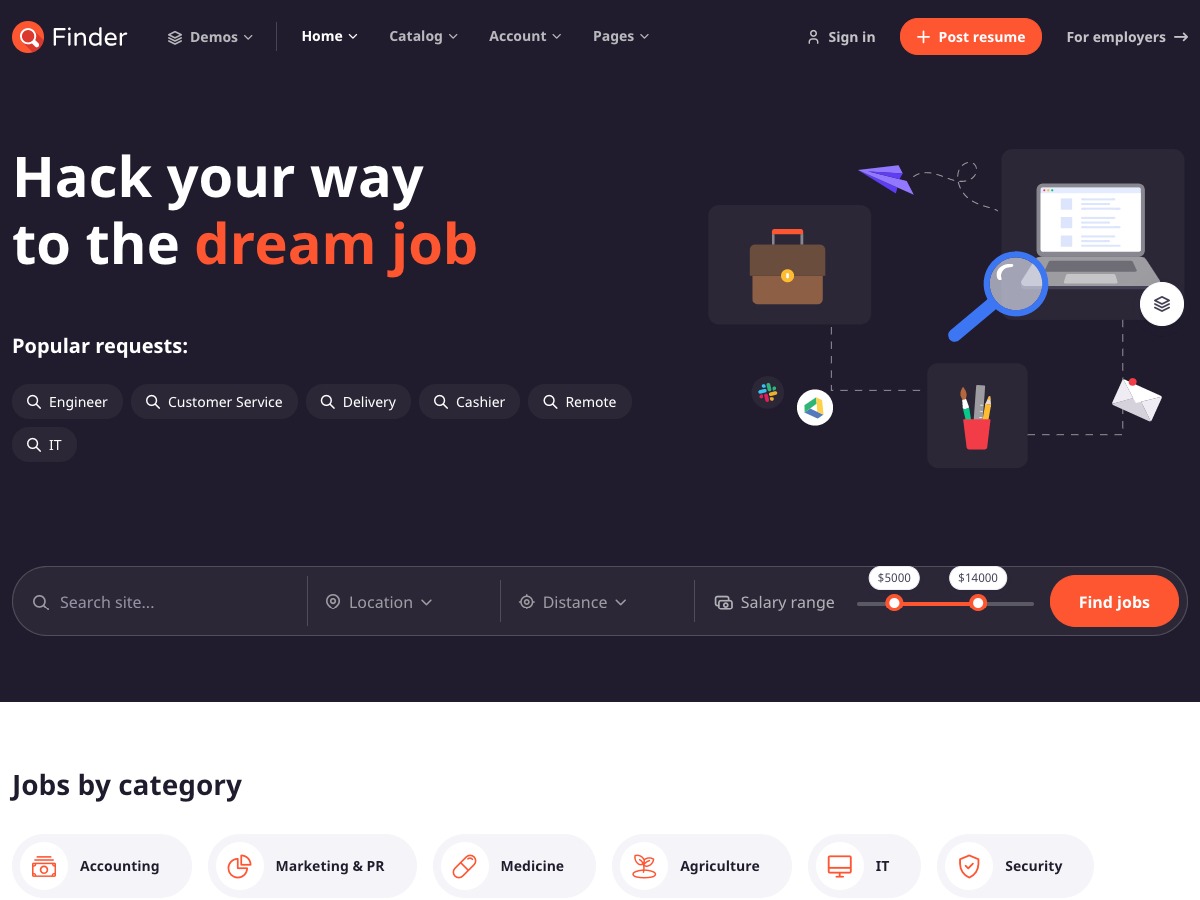 Finder Demos Home Catalog Account Pages Sign in Post resume For employers
Hack your way
to the dream job
Popular requests:
Engineer Customer Service Delivery Cashier Remote
IT
$5000 $14000
Search site... Location Distance Salary range Find jobs
Jobs by category
Accounting Marketing & PR Medicine Agriculture IT Security